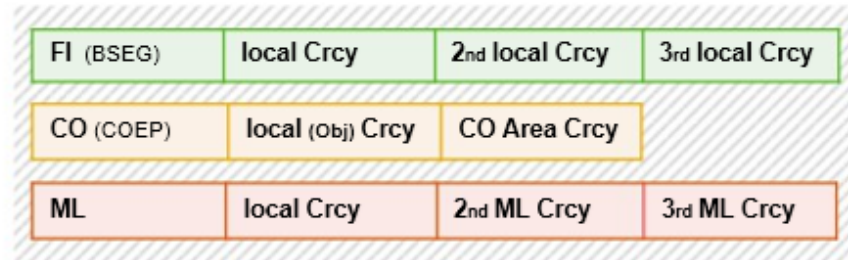 FI (BSEG) local Crcy 2nd local Crcy 3rd local Crcy
CO (COEP) local (Obj) Crcy CO Area Crcy
ML local Crcy 2nd ML Crcy 3rd ML Crcy